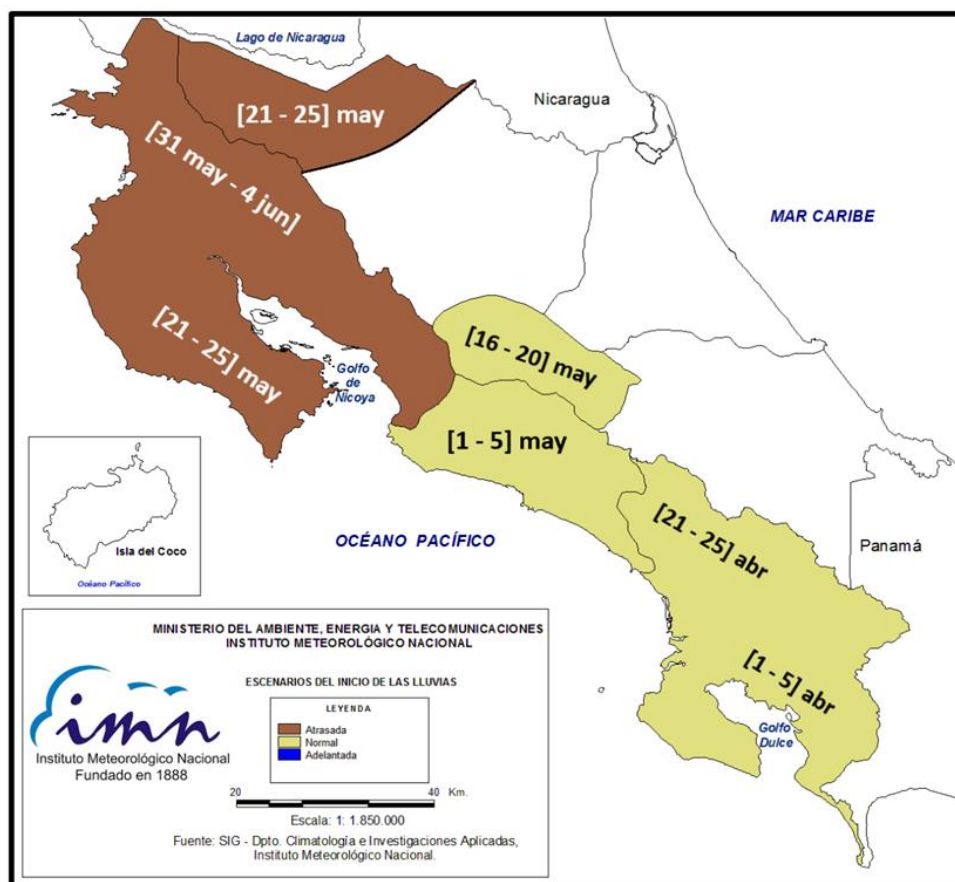 Lago de Nicaragua
[21 - 25] may
Nicaragua
[31 may - 4 jun]
MAR CARIBE
[21 - 25] may
Golfo
de
Nicoya
[16 - 20] may
[1 - 5] may
Isla del Coco
Océano Pacífico
OCÉANO PACÍFICO
[21 - 25] abr
Panamá
[1 - 5] abr
Golfo
Dulce
MINISTERIO DEL AMBIENTE, ENERGIA Y TELECOMUNICACIONES
INSTITUTO METEOROLÓGICO NACIONAL
ESCENARIOS DEL INICIO DE LAS LLUVIAS
LEYENDA
Atrasada
Normal
Adelantada
imn
Instituto Meteorológico Nacional
Fundado en 1888
20 40 Km.
Escala: 1: 1.850.000
Fuente: SIG - Dpto. Climatología e Investigaciones Aplicadas,
Instituto Meteorológico Nacional.